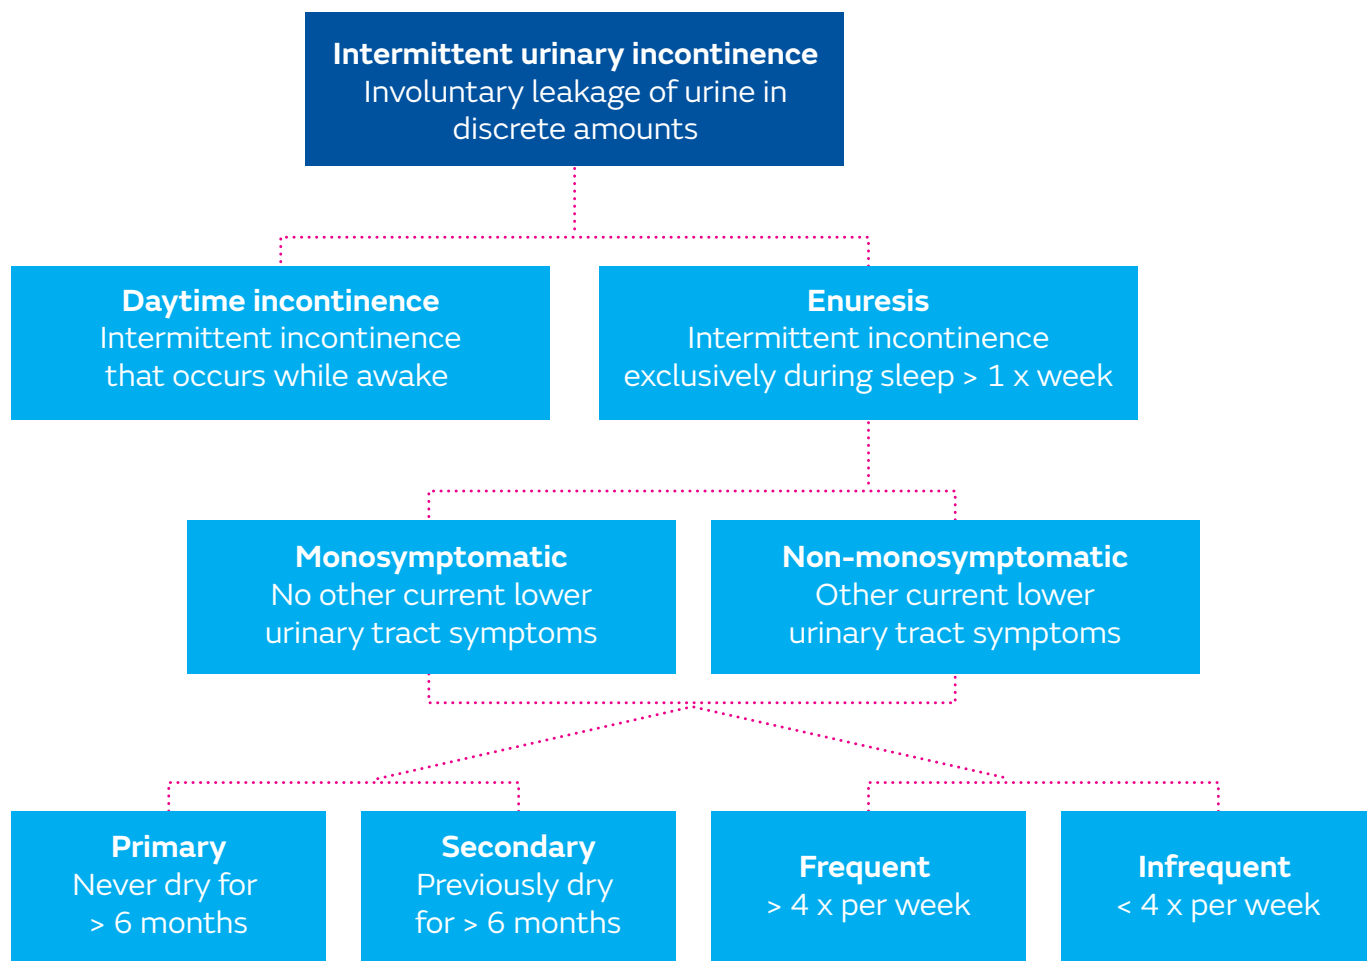 Intermittent urinary incontinence
Involuntary leakage of urine in
discrete amounts
Daytime incontinence
Intermittent incontinence
that occurs while awake
Enuresis
Intermittent incontinence
exclusively during sleep > 1 x week
Monosymptomatic
No other current lower
urinary tract symptoms
Non-monosymptomatic
Other current lower
urinary tract symptoms
Primary
Never dry for
> 6 months
Secondary
Previously dry
for > 6 months
Frequent
> 4 x per week
Infrequent
< 4 x per week